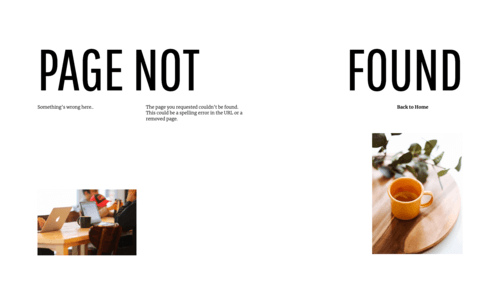 PAGE NOT FOUND
Something's wrong here..
The page you requested couldn't be found.
This could be a spelling error in the URL or a
removed page.
Back to Home